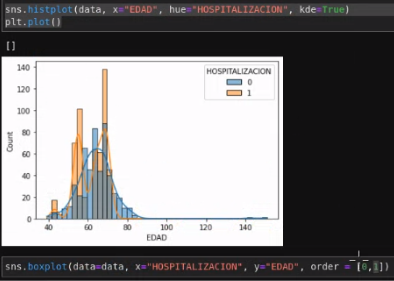 sns.histplot(data, x="EDAD", hue="HOSPITALIZACION", kde=True)
plt.plot()
[]
140
120
100
80
60
40
20
0
Count
HOSPITALIZACION
0
1
40 60 80 100 120 140
EDAD
sns.boxplot(data=data, x="HOSPITALIZACION", y="EDAD", order = [0,1])